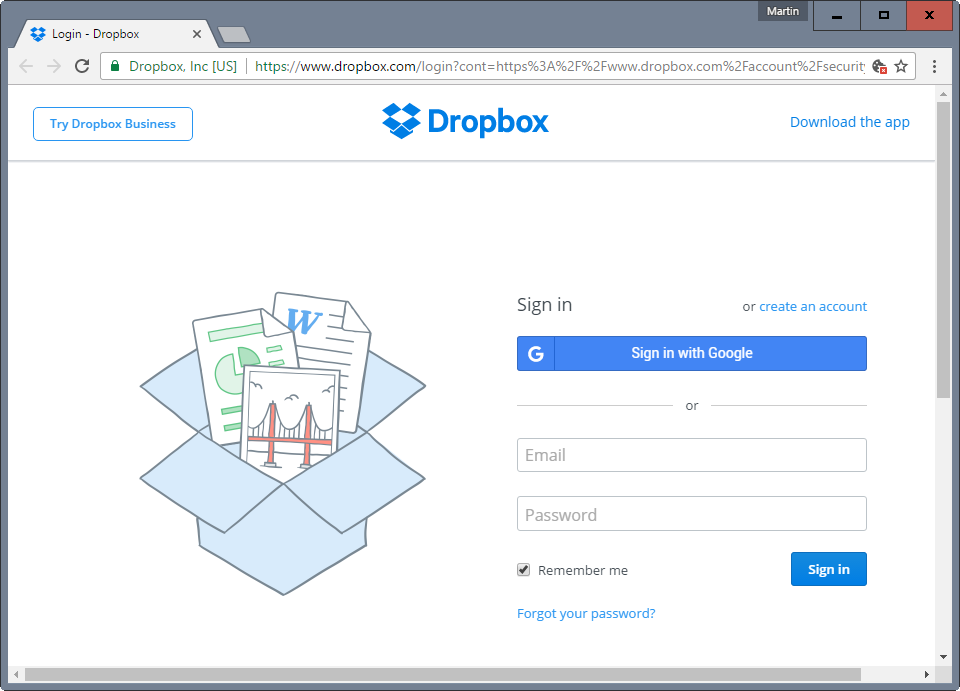 Martin
Login - Dropbox
Dropbox, Inc [US]
https://www.dropbox.com/login?cont=https%3A%2F%2Fwww.dropbox.com%2Faccount%2Fsecurity
Try Dropbox Business
Dropbox
Download the app
W
Sign in
or create an account
G
Sign in with Google
or
Email
Password
Remember me
Sign in
Forgot your password?